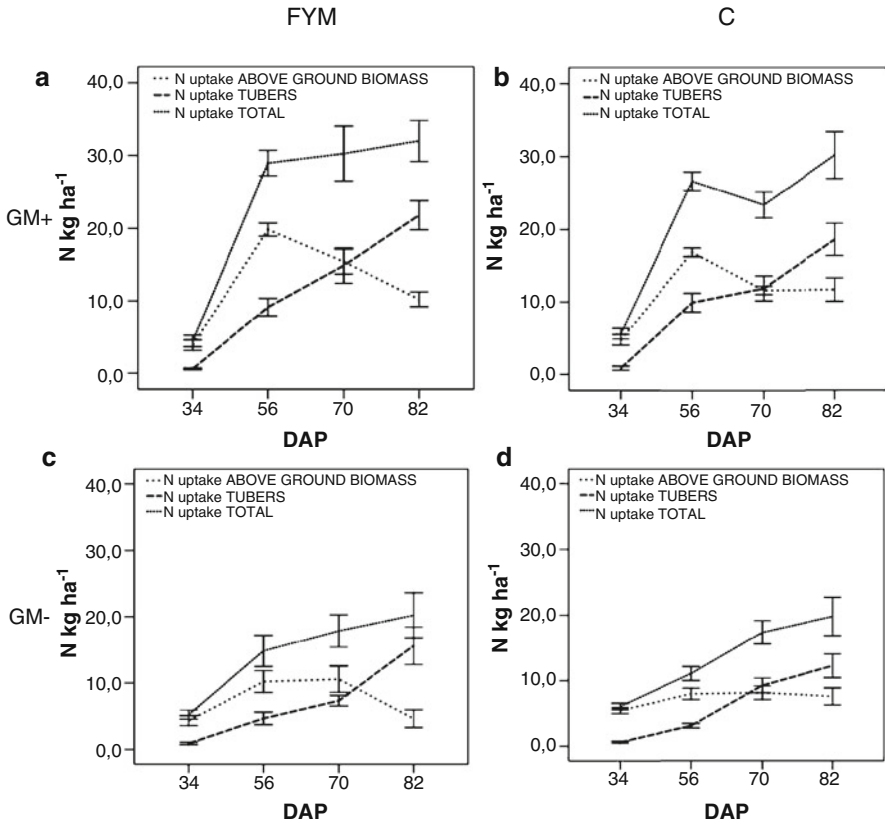 FYM
C
GM+
a
N uptake ABOVE GROUND BIOMASS
N uptake TUBERS
N uptake TOTAL
N kg ha-1
40,0
30,0
20,0
10,0
0,0
34 56 70 82
DAP
b
N uptake ABOVE GROUND BIOMASS
N uptake TUBERS
N uptake TOTAL
N kg ha-1
40,0
30,0
20,0
10,0
0,0
34 56 70 82
DAP
GM-
c
N uptake ABOVE GROUND BIOMASS
N uptake TUBERS
N uptake TOTAL
N kg ha-1
40,0
30,0
20,0
10,0
0,0
34 56 70 82
DAP
d
N uptake ABOVE GROUND BIOMASS
N uptake TUBERS
N uptake TOTAL
N kg ha-1
40,0
30,0
20,0
10,0
0,0
34 56 70 82
DAP